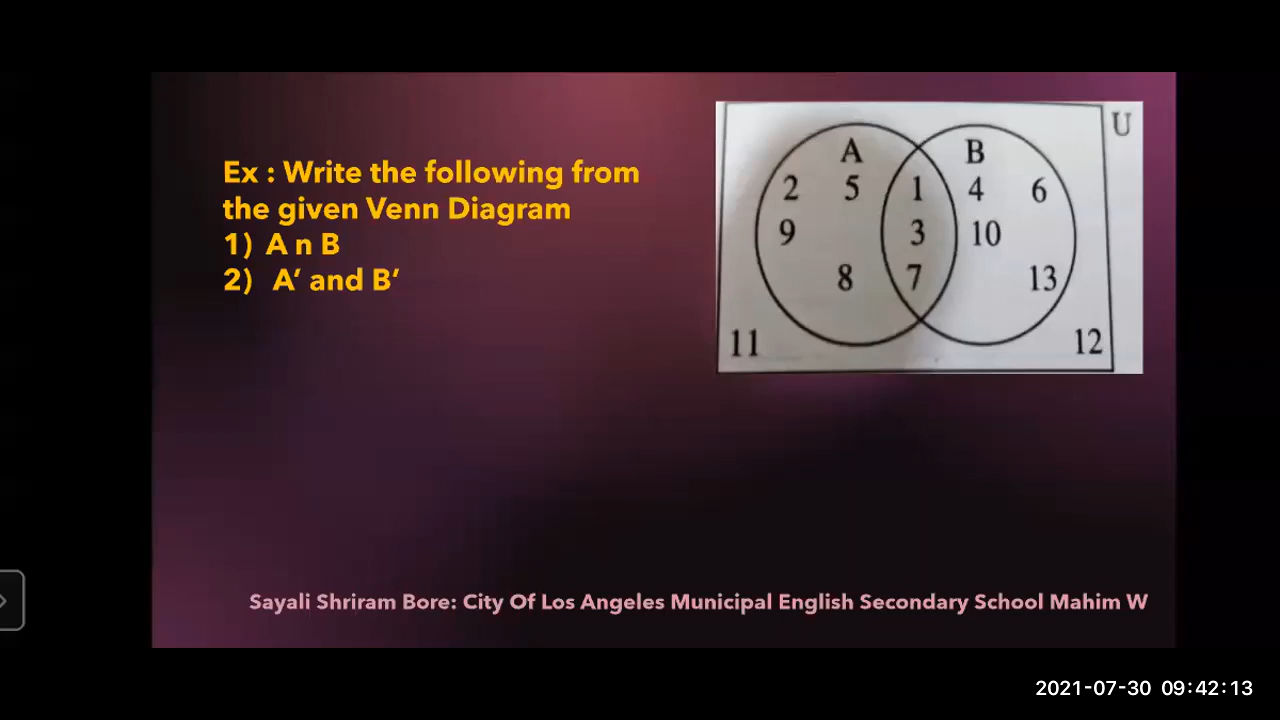 Ex : Write the following from
the given Venn Diagram
1) A n B
2) A′ and B′
U
A B
2 5 1 4 6
9 3 10
8 7 13
11 12
Sayali Shriram Bore: City Of Los Angeles Municipal English Secondary School Mahim W
2021-07-30 09:42:13